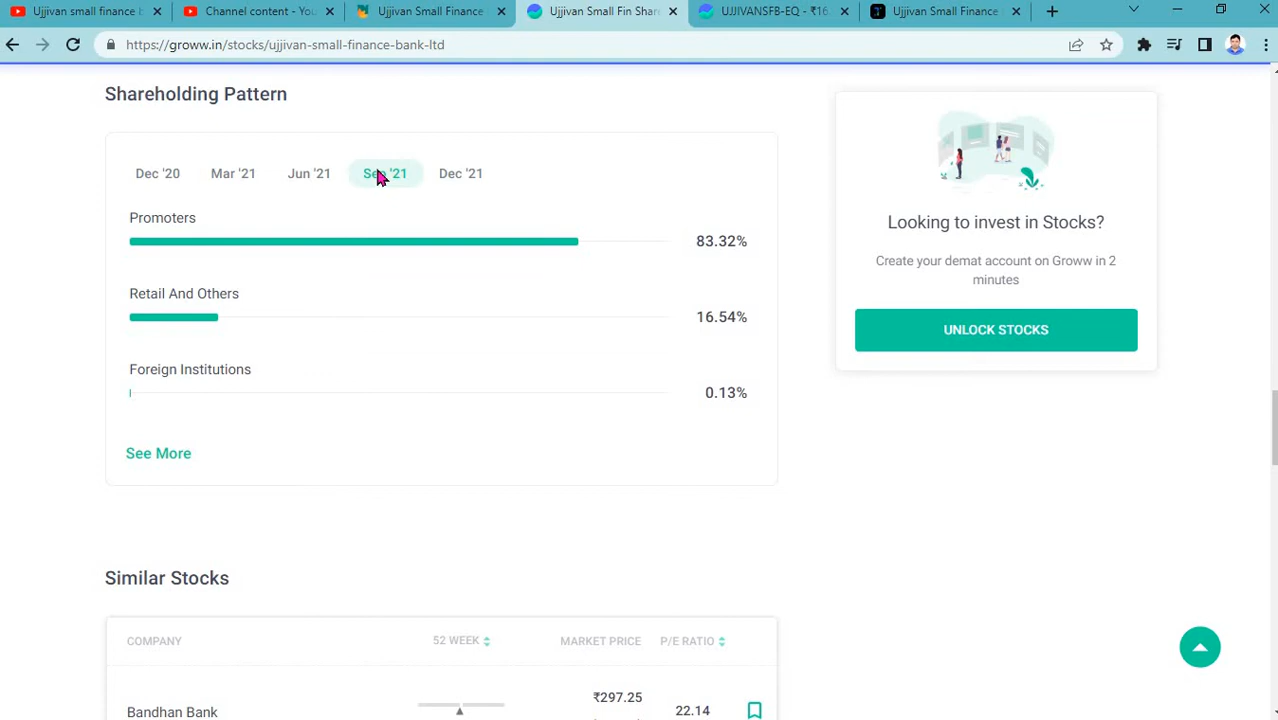 Ujjivan small finance b
Channel content - You
Ujjivan Small Finance
Ujjivan Small Fin Shar
UJJIVANSFB-EQ - ₹16
Ujjivan Small Finance
https://groww.in/stocks/ujjivan-small-finance-bank-ltd
Shareholding Pattern
Dec '20
Mar '21
Jun '21
Sep '21
Dec '21
Promoters
83.32%
Retail And Others
16.54%
Foreign Institutions
0.13%
See More
Looking to invest in Stocks?
Create your demat account on Groww in 2
minutes
UNLOCK STOCKS
Similar Stocks
COMPANY
52 WEEK
MARKET PRICE
P/E RATIO
Bandhan Bank
₹297.25
22.14